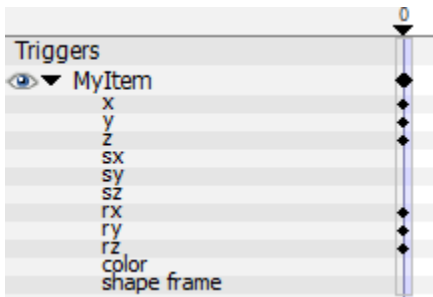 0
Triggers
MyItem
x
y
z
sx
sy
sz
rx
ry
rz
color
shape frame